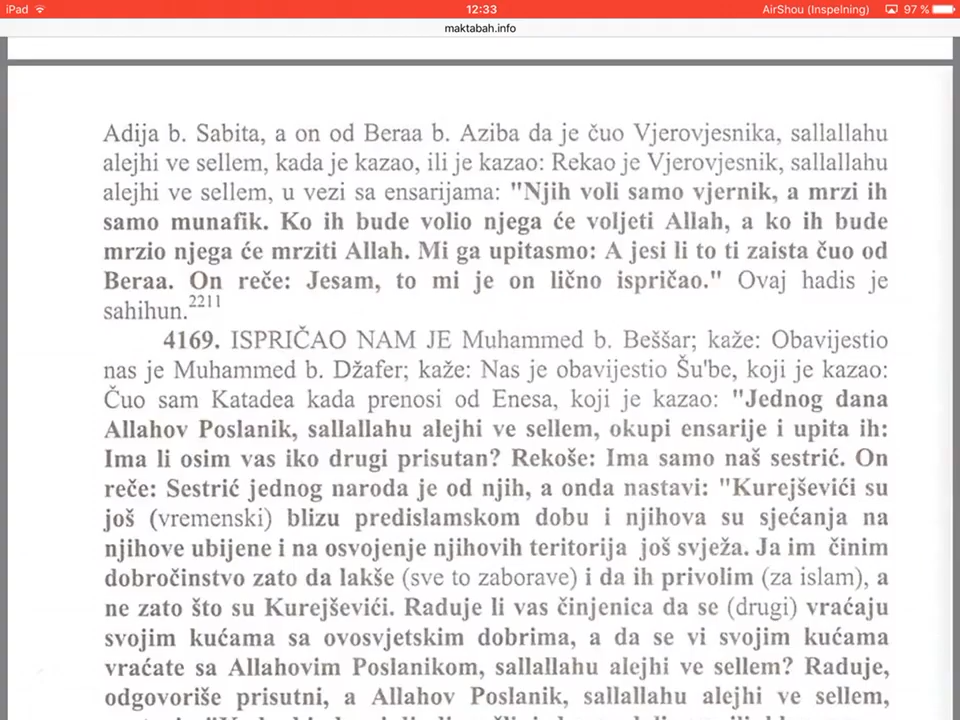 iPad 12:33 AirShou (Inspelning) 97 %
maktabah.info
Adija b. Sabita, a on od Beraa b. Aziba da je čuo Vjerovjesnika, sallallahu
alejhi ve sellem, kada je kazao, ili je kazao: Rekao je Vjerovjesnik, sallallahu
alejhi ve sellem, u vezi sa ensarijama: "Njih voli samo vjernik, a mrzi ih
samo munafik. Ko ih bude volio njega će voljeti Allah, a ko ih bude
mrzio njega će mrziti Allah. Mi ga upitasmo: A jesi li to ti zaista čuo od
Beraa. On reče: Jesam, to mi je on lično ispričao." Ovaj hadis je
sahihun.2211
4169. ISPRIČAO NAM JE Muhammed b. Beššar; kaže: Obavijestio
nas je Muhammed b. Džafer; kaže: Nas je obavijestio Šu'be, koji je kazao:
Čuo sam Katadea kada prenosi od Enesa, koji je kazao: "Jednog dana
Allahov Poslanik, sallallahu alejhi ve sellem, okupi ensarije i upita ih:
Ima li osim vas iko drugi prisutan? Rekoše: Ima samo naš sestrić. On
reče: Sestrić jednog naroda je od njih, a onda nastavi: "Kurejševići su
još (vremenski) blizu predislamskom dobu i njihova su sjećanja na
njihove ubijene i na osvojenje njihovih teritorija još svježa. Ja im činim
dobročinstvo zato da lakše (sve to zaborave) i da ih privolim (za islam), a
ne zato što su Kurejševići. Raduje li vas činjenica da se (drugi) vraćaju
svojim kućama sa ovosvjetskim dobrima, a da se vi svojim kućama
vraćate sa Allahovim Poslanikom, sallallahu alejhi ve sellem? Raduje,
odgovoriše prisutni, a Allahov Poslanik, sallallahu alejhi ve sellem,